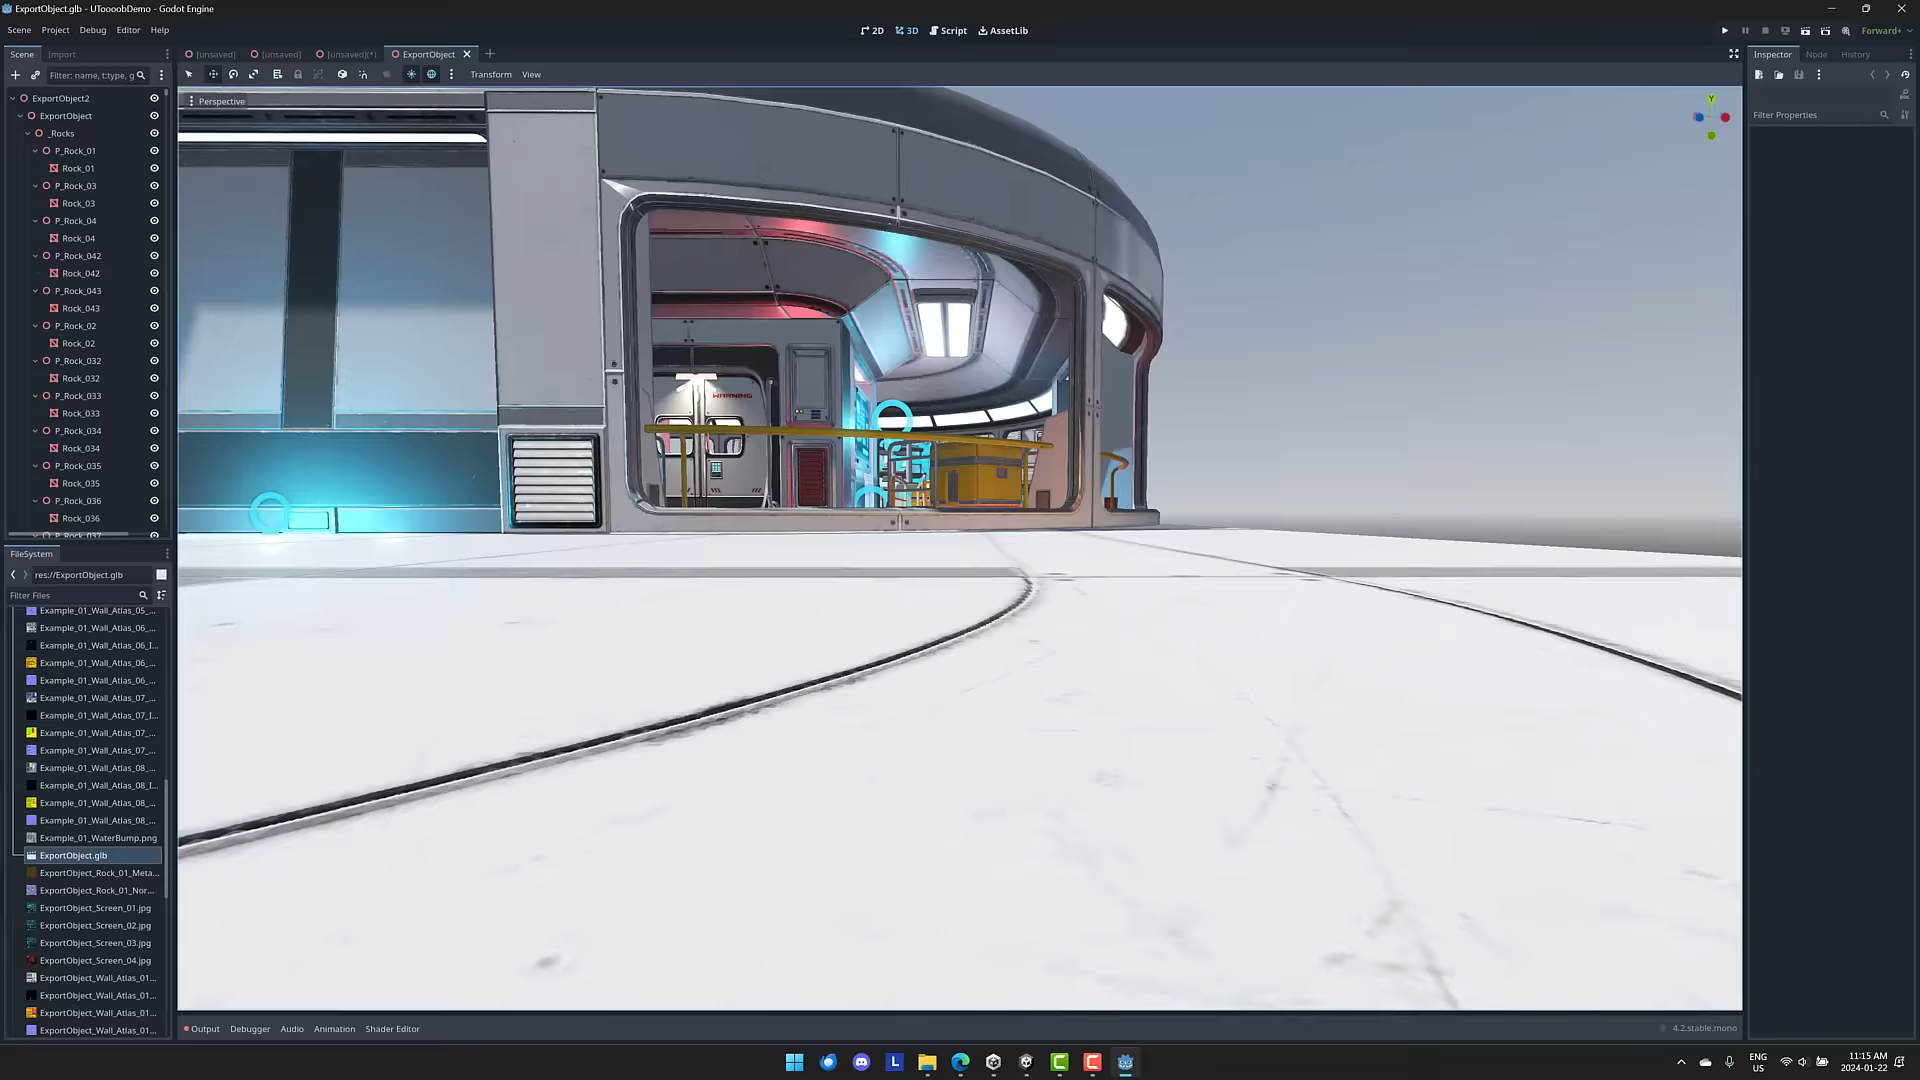 ExportObject.glb - UToooobDemo - Godot Engine
Scene Project Debug Editor Help
2D 3D Script AssetLib
Forward+
Scene Import
[unsaved] [unsaved] [unsaved](*) ExportObject
Inspector Node History
Filter: name, t:type, g
Transform View
Perspective
Y
Filter Properties
ExportObject2
ExportObject
_Rocks
P_Rock_01
Rock_01
P_Rock_03
Rock_03
P_Rock_04
Rock_04
P_Rock_042
Rock_042
P_Rock_043
Rock_043
P_Rock_02
Rock_02
P_Rock_032
Rock_032
P_Rock_033
Rock_033
P_Rock_034
Rock_034
P_Rock_035
Rock_035
P_Rock_036
Rock_036
P_Rock_037
WARNING
FileSystem
res://ExportObject.glb
Filter Files
Example_01_Wall_Atlas_05_...
Example_01_Wall_Atlas_06_...
Example_01_Wall_Atlas_06_I...
Example_01_Wall_Atlas_06_...
Example_01_Wall_Atlas_06_...
Example_01_Wall_Atlas_07_...
Example_01_Wall_Atlas_07_I...
Example_01_Wall_Atlas_07_...
Example_01_Wall_Atlas_07_...
Example_01_Wall_Atlas_08_...
Example_01_Wall_Atlas_08_I...
Example_01_Wall_Atlas_08_...
Example_01_Wall_Atlas_08_...
Example_01_WaterBump.png
ExportObject.glb
ExportObject_Rock_01_Meta...
ExportObject_Rock_01_Nor...
ExportObject_Screen_01.jpg
ExportObject_Screen_02.jpg
ExportObject_Screen_03.jpg
ExportObject_Screen_04.jpg
ExportObject_Wall_Atlas_01...
ExportObject_Wall_Atlas_01...
ExportObject_Wall_Atlas_01...
ExportObject_Wall_Atlas_01...
Output Debugger Audio Animation Shader Editor
4.2.stable.mono
L
ENG
US
11:15 AM
2024-01-22